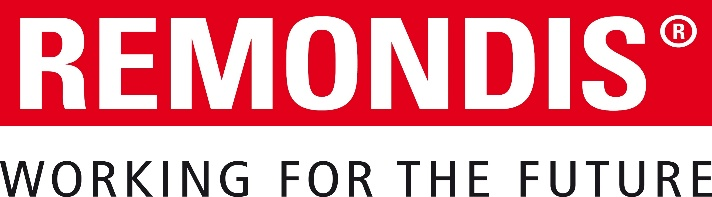 REMONDIS®
WORKING FOR THE FUTURE